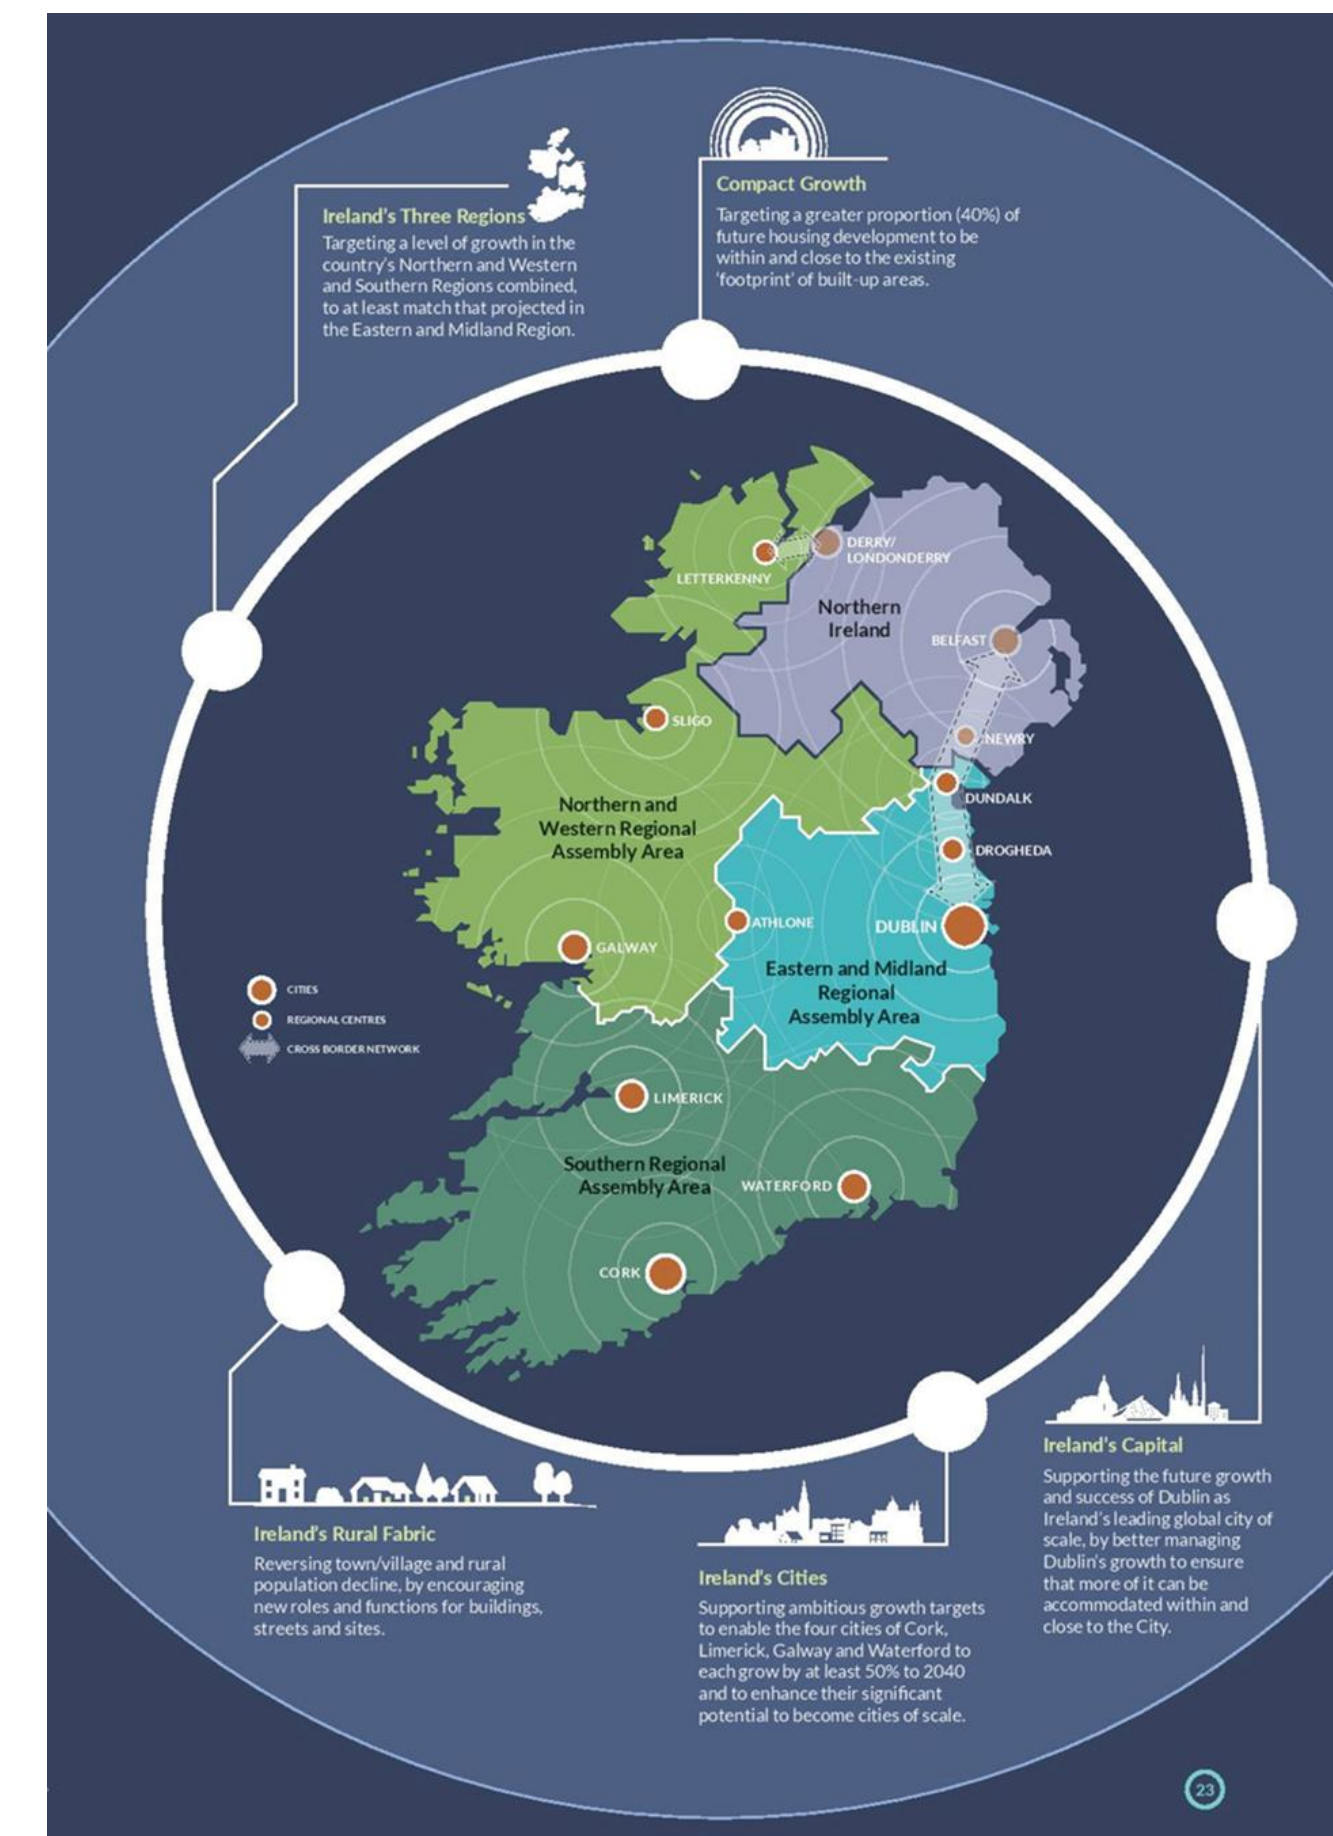 Ireland's Three Regions
Targeting a level of growth in the
country's Northern and Western
and Southern Regions combined,
to at least match that projected in
the Eastern and Midland Region.
Compact Growth
Targeting a greater proportion (40%) of
future housing development to be
within and close to the existing
'footprint' of built-up areas.
LETTERKENNY
DERRY/
LONDONDERRY
Northern
Ireland
BELFAST
SLIGO
NEWRY
DUNDALK
Northern and
Western Regional
Assembly Area
DROGHEDA
ATHLONE
DUBLIN
GALWAY
Eastern and Midland
Regional
Assembly Area
CITIES
REGIONAL CENTRES
CROSS BORDER NETWORK
LIMERICK
Southern Regional
Assembly Area
WATERFORD
CORK
Ireland's Rural Fabric
Reversing town/village and rural
population decline, by encouraging
new roles and functions for buildings,
streets and sites.
Ireland's Cities
Supporting ambitious growth targets
to enable the four cities of Cork,
Limerick, Galway and Waterford to
each grow by at least 50% to 2040
and to enhance their significant
potential to become cities of scale.
Ireland's Capital
Supporting the future growth
and success of Dublin as
Ireland's leading global city of
scale, by better managing
Dublin's growth to ensure
that more of it can be
accommodated within and
close to the City.
23